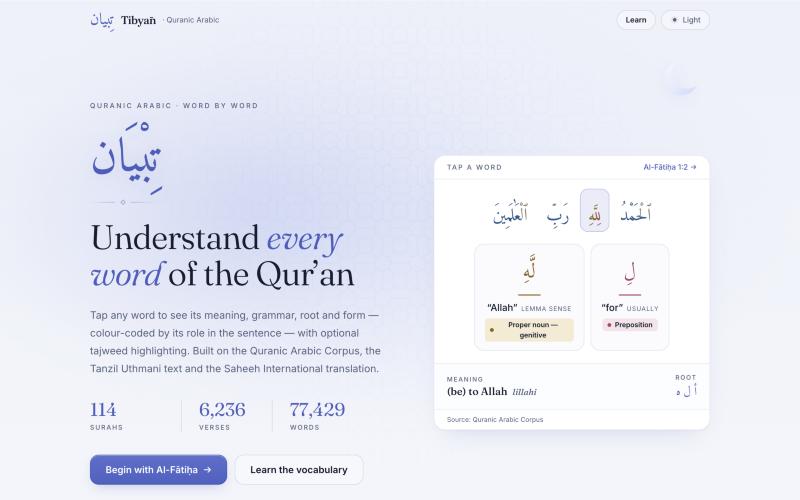 تِبيان Tibyān · Quranic Arabic
Learn
Light
QURANIC ARABIC · WORD BY WORD
تِبْيَان
Understand every
word of the Qur’an
Tap any word to see its meaning, grammar, root and form —
colour-coded by its role in the sentence — with optional
tajweed highlighting. Built on the Quranic Arabic Corpus, the
Tanzil Uthmani text and the Saheeh International translation.
114
SURAHS
6,236
VERSES
77,429
WORDS
Begin with Al-Fātiḥa →
Learn the vocabulary
TAP A WORD
Al-Fātiḥa 1:2 →
ٱلْحَمْدُ لِلَّهِ رَبِّ ٱلْعَٰلَمِينَ
لِ
“for” USUALLY
Preposition
لَّهِ
“Allah” LEMMA SENSE
Proper noun —
genitive
MEANING
(be) to Allah lillahi
ROOT
أ ل ه
Source: Quranic Arabic Corpus